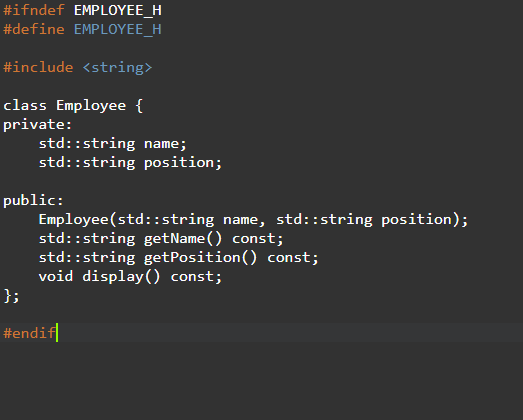 #ifndef EMPLOYEE_H
#define EMPLOYEE_H
#include <string>
class Employee {
private:
    std::string name;
    std::string position;
public:
    Employee(std::string name, std::string position);
    std::string getName() const;
    std::string getPosition() const;
    void display() const;
};
#endif